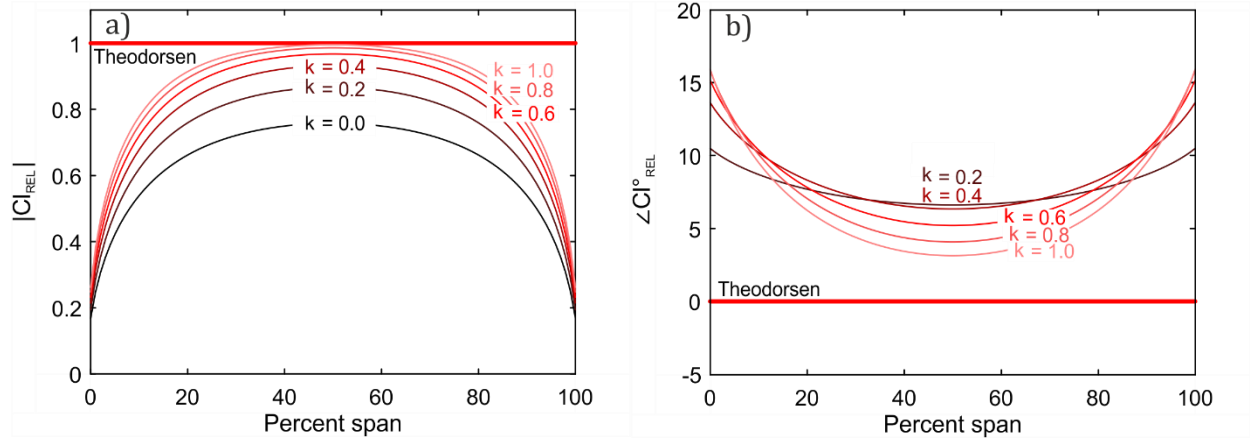 a)
1
0.8
0.6
0.4
0.2
0
0
20
40
60
80
100
Percent span
|Cl REL|
Theodorsen
k = 1.0
k = 0.8
k = 0.6
k = 0.4
k = 0.2
k = 0.0
b)
20
15
10
5
0
-5
0
20
40
60
80
100
Percent span
∠Cl° REL
k = 0.2
k = 0.4
k = 0.6
k = 0.8
k = 1.0
Theodorsen